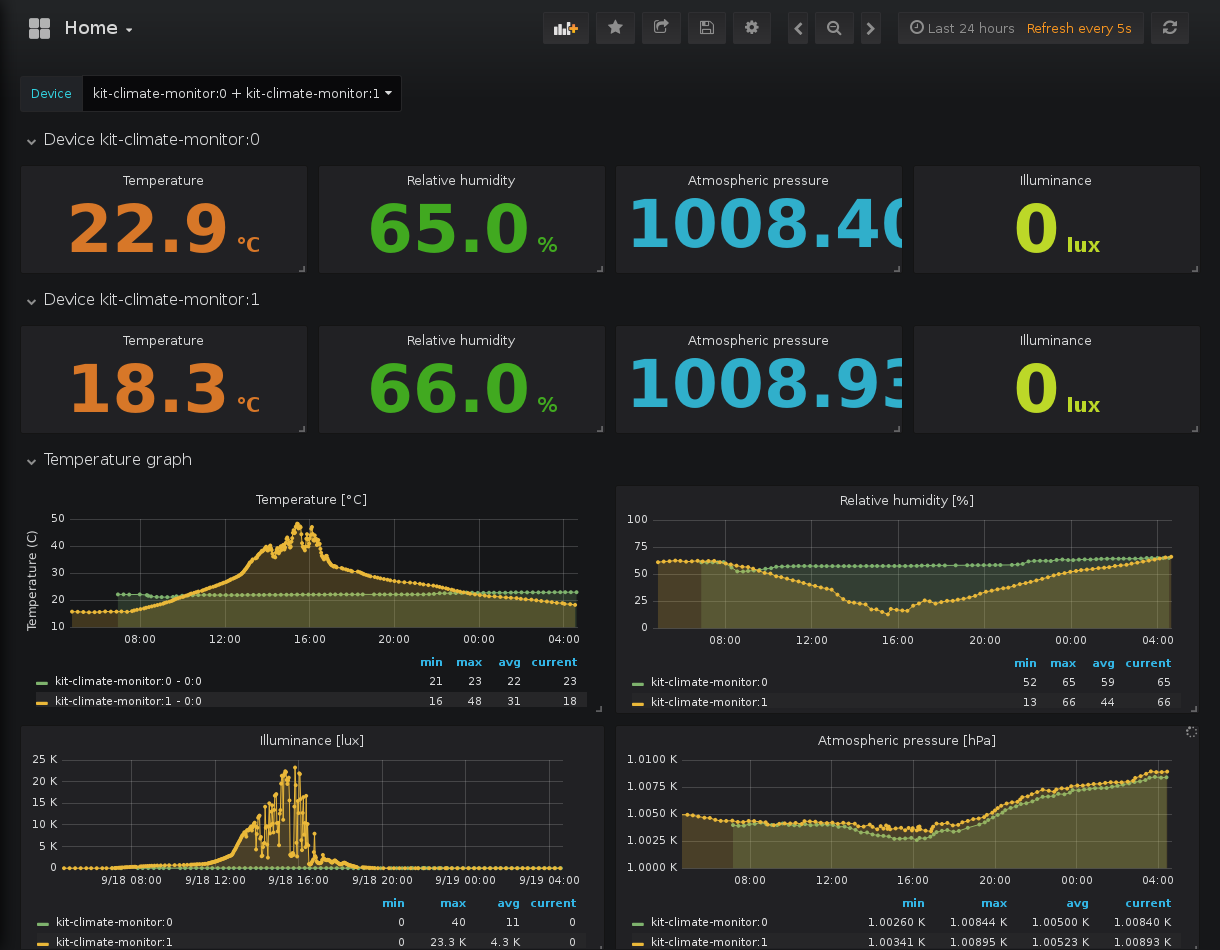 Home
Last 24 hours Refresh every 5s
Device kit-climate-monitor:0 + kit-climate-monitor:1
Device kit-climate-monitor:0
Temperature Relative humidity Atmospheric pressure Illuminance
22.9 °C 65.0 % 1008.40 0 lux
Device kit-climate-monitor:1
Temperature Relative humidity Atmospheric pressure Illuminance
18.3 °C 66.0 % 1008.93 0 lux
Temperature graph
Temperature [°C]
Temperature (C)
50
40
30
20
10
08:00 12:00 16:00 20:00 00:00 04:00
min max avg current
kit-climate-monitor:0 - 0:0 21 23 22 23
kit-climate-monitor:1 - 0:0 16 48 31 18
Relative humidity [%]
100
75
50
25
0
08:00 12:00 16:00 20:00 00:00 04:00
min max avg current
kit-climate-monitor:0 52 65 59 65
kit-climate-monitor:1 13 66 44 66
Illuminance [lux]
25 K
20 K
15 K
10 K
5 K
0
9/18 08:00 9/18 12:00 9/18 16:00 9/18 20:00 9/19 00:00 9/19 04:00
min max avg current
kit-climate-monitor:0 0 40 11 0
kit-climate-monitor:1 0 23.3 K 4.3 K 0
Atmospheric pressure [hPa]
1.0100 K
1.0075 K
1.0050 K
1.0025 K
1.0000 K
08:00 12:00 16:00 20:00 00:00 04:00
min max avg current
kit-climate-monitor:0 1.00260 K 1.00844 K 1.00500 K 1.00840 K
kit-climate-monitor:1 1.00341 K 1.00895 K 1.00523 K 1.00893 K